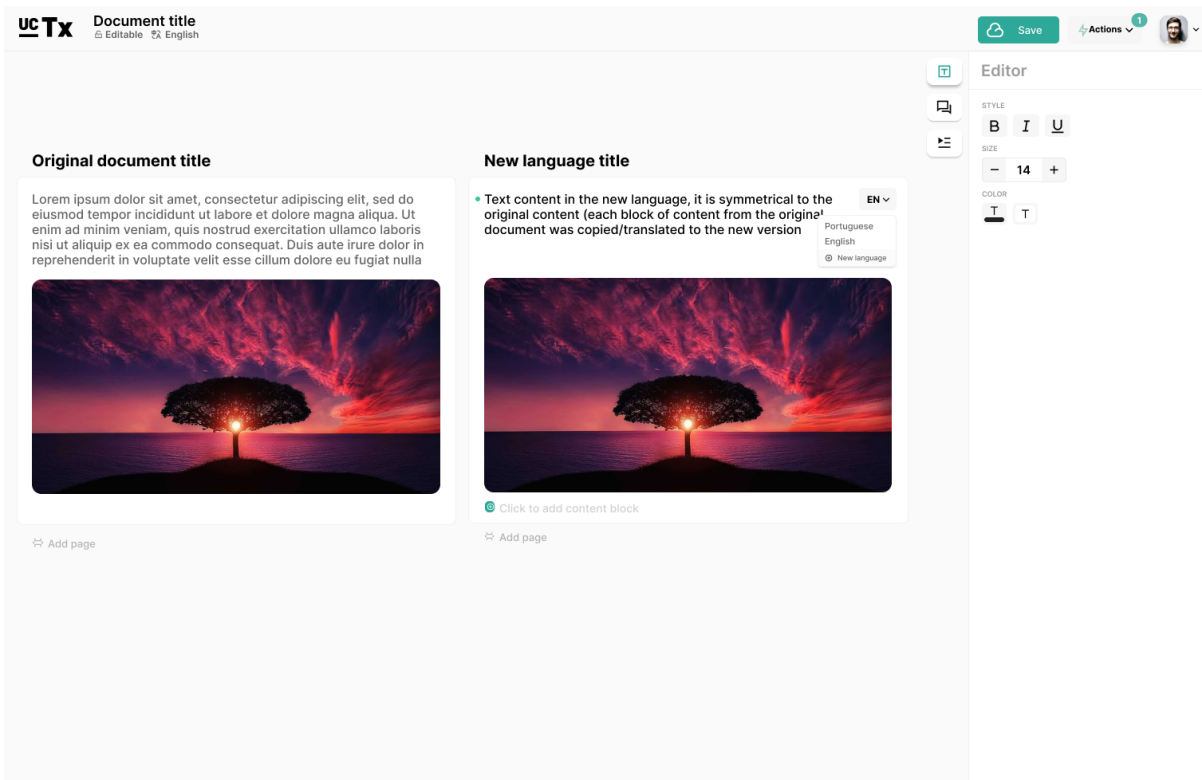 UC Tx
Document title
Editable English
Save
Actions
1
Editor
STYLE
B I U
SIZE
− 14 +
COLOR
T T
Original document title
Lorem ipsum dolor sit amet, consectetur adipiscing elit, sed do
eiusmod tempor incididunt ut labore et dolore magna aliqua. Ut
enim ad minim veniam, quis nostrud exercitation ullamco laboris
nisi ut aliquip ex ea commodo consequat. Duis aute irure dolor in
reprehenderit in voluptate velit esse cillum dolore eu fugiat nulla
Add page
New language title
Text content in the new language, it is symmetrical to the
original content (each block of content from the original
document was copied/translated to the new version
EN
Portuguese
English
New language
Click to add content block
Add page